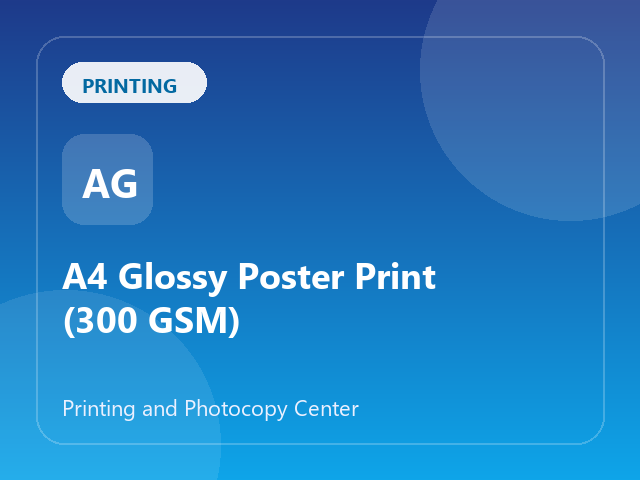 PRINTING
AG
A4 Glossy Poster Print
(300 GSM)
Printing and Photocopy Center